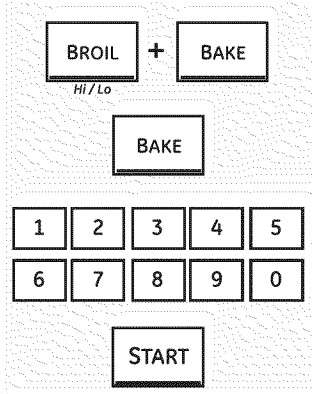 BROIL + BAKE
Hi / Lo
BAKE
1 2 3 4 5
6 7 8 9 0
START